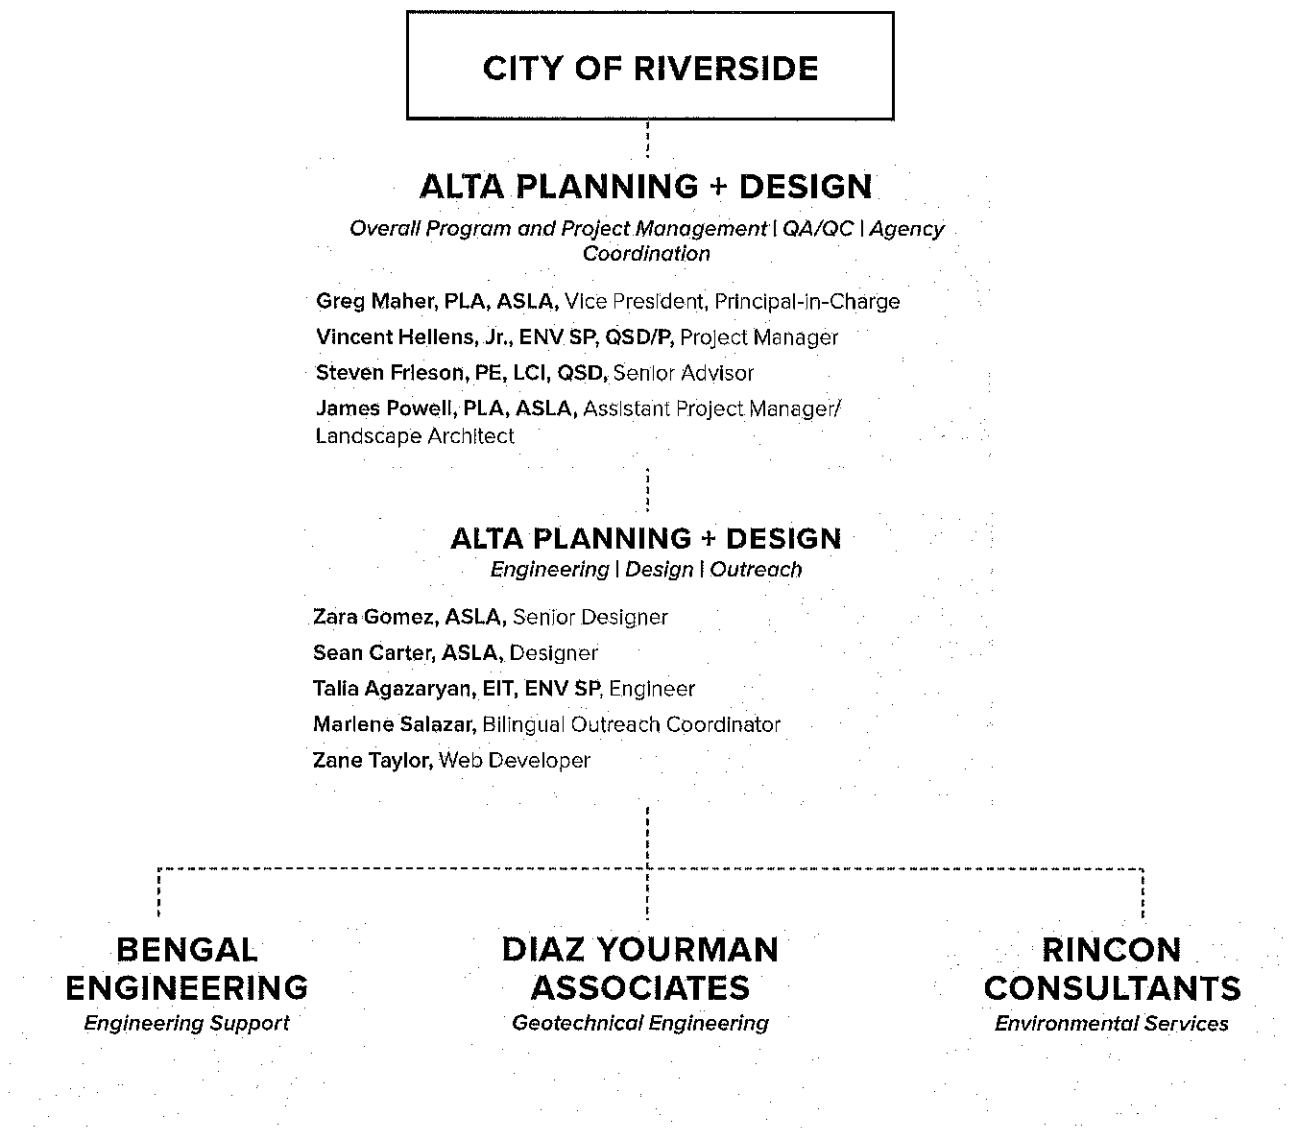 CITY OF RIVERSIDE
ALTA PLANNING + DESIGN
Overall Program and Project Management | QA/QC | Agency
Coordination
Greg Maher, PLA, ASLA, Vice President, Principal-in-Charge
Vincent Hellens, Jr., ENV SP, QSD/P, Project Manager
Steven Frieson, PE, LCI, QSD, Senior Advisor
James Powell, PLA, ASLA, Assistant Project Manager/
Landscape Architect
ALTA PLANNING + DESIGN
Engineering | Design | Outreach
Zara Gomez, ASLA, Senior Designer
Sean Carter, ASLA, Designer
Talia Agazaryan, EIT, ENV SP, Engineer
Marlene Salazar, Bilingual Outreach Coordinator
Zane Taylor, Web Developer
BENGAL
ENGINEERING
Engineering Support
DIAZ YOURMAN
ASSOCIATES
Geotechnical Engineering
RINCON
CONSULTANTS
Environmental Services